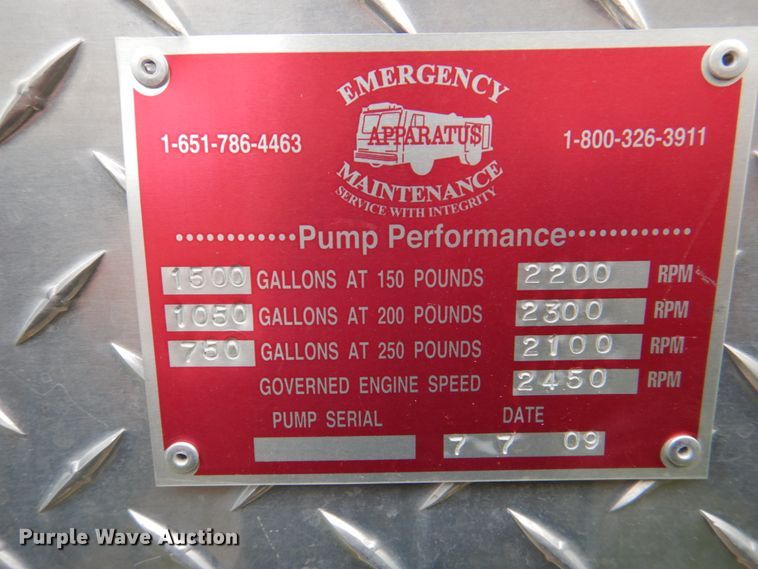 EMERGENCY
APPARATUS
MAINTENANCE
SERVICE WITH INTEGRITY
1-651-786-4463
1-800-326-3911
Pump Performance
1500 GALLONS AT 150 POUNDS 2200 RPM
1050 GALLONS AT 200 POUNDS 2300 RPM
750 GALLONS AT 250 POUNDS 2100 RPM
GOVERNED ENGINE SPEED 2450 RPM
PUMP SERIAL DATE
7 7 09
Purple Wave Auction